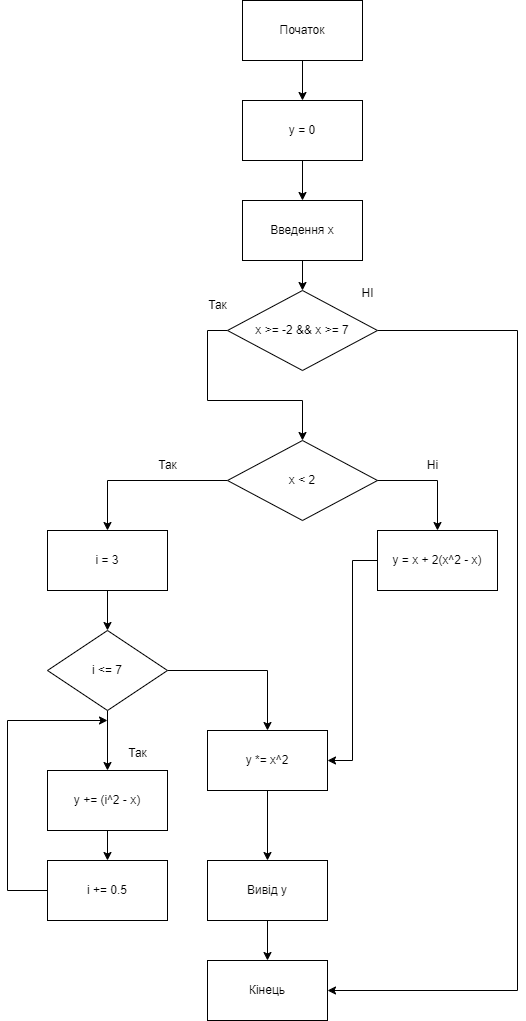 Початок
y = 0
Введення x
Так
НІ
x >= -2 && x >= 7
Так
Ні
x < 2
i = 3
y = x + 2(x^2 - x)
i <= 7
Так
y *= x^2
y += (i^2 - x)
i += 0.5
Вивід y
Кінець